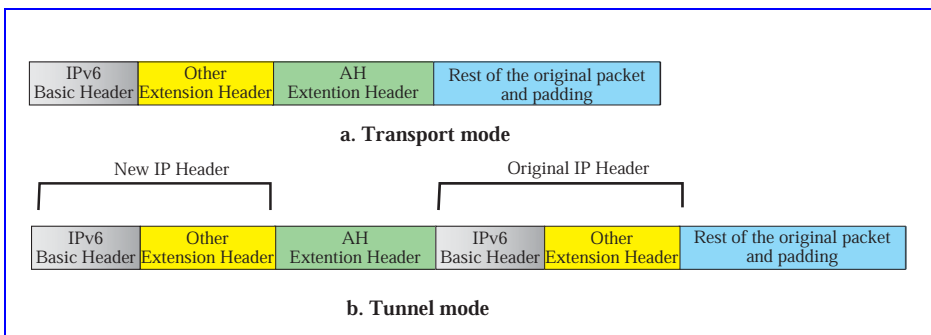 IPv6
Basic Header
Other
Extension Header
AH
Extention Header
Rest of the original packet
and padding
a. Transport mode
New IP Header
Original IP Header
IPv6
Basic Header
Other
Extension Header
AH
Extention Header
IPv6
Basic Header
Other
Extension Header
Rest of the original packet
and padding
b. Tunnel mode